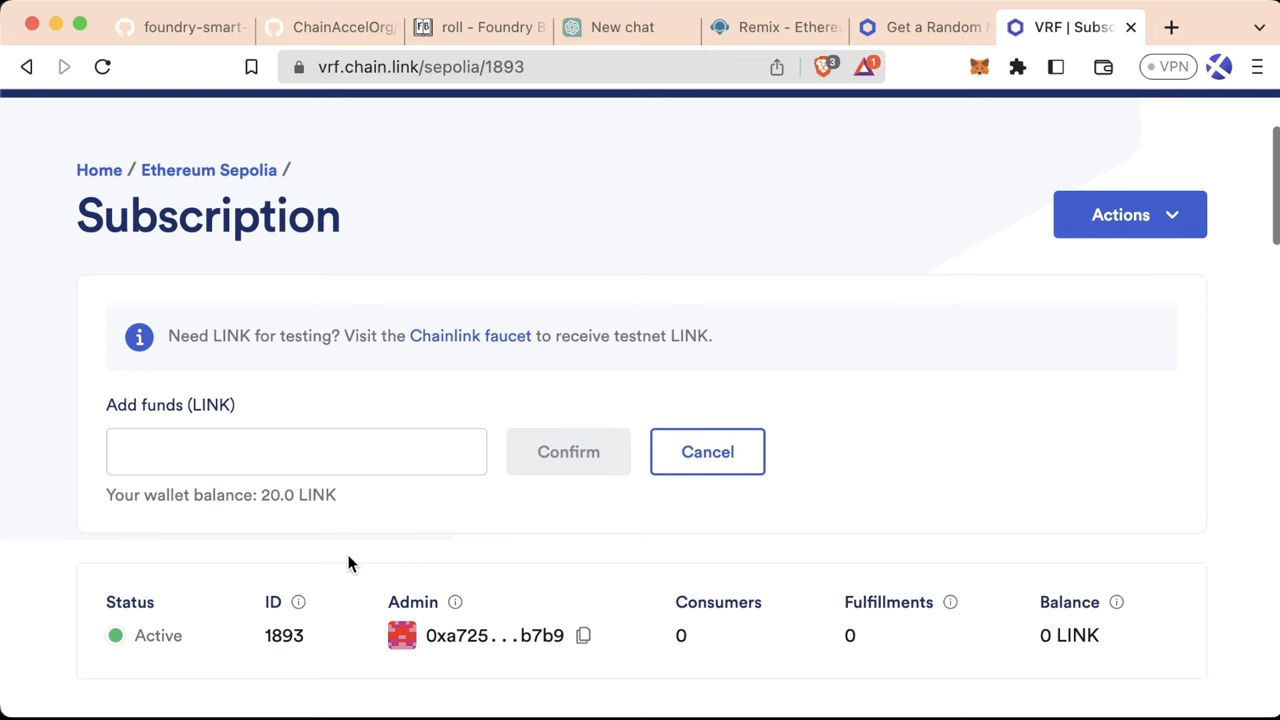 foundry-smart-
ChainAccelOrg/
roll - Foundry B
New chat
Remix - Ethere
Get a Random
VRF | Subsc
vrf.chain.link/sepolia/1893
3
1
VPN
Home / Ethereum Sepolia /
Subscription
Actions
Need LINK for testing? Visit the Chainlink faucet to receive testnet LINK.
Add funds (LINK)
Confirm
Cancel
Your wallet balance: 20.0 LINK
Status
ID
Admin
Consumers
Fulfillments
Balance
Active
1893
0xa725...b7b9
0
0
0 LINK